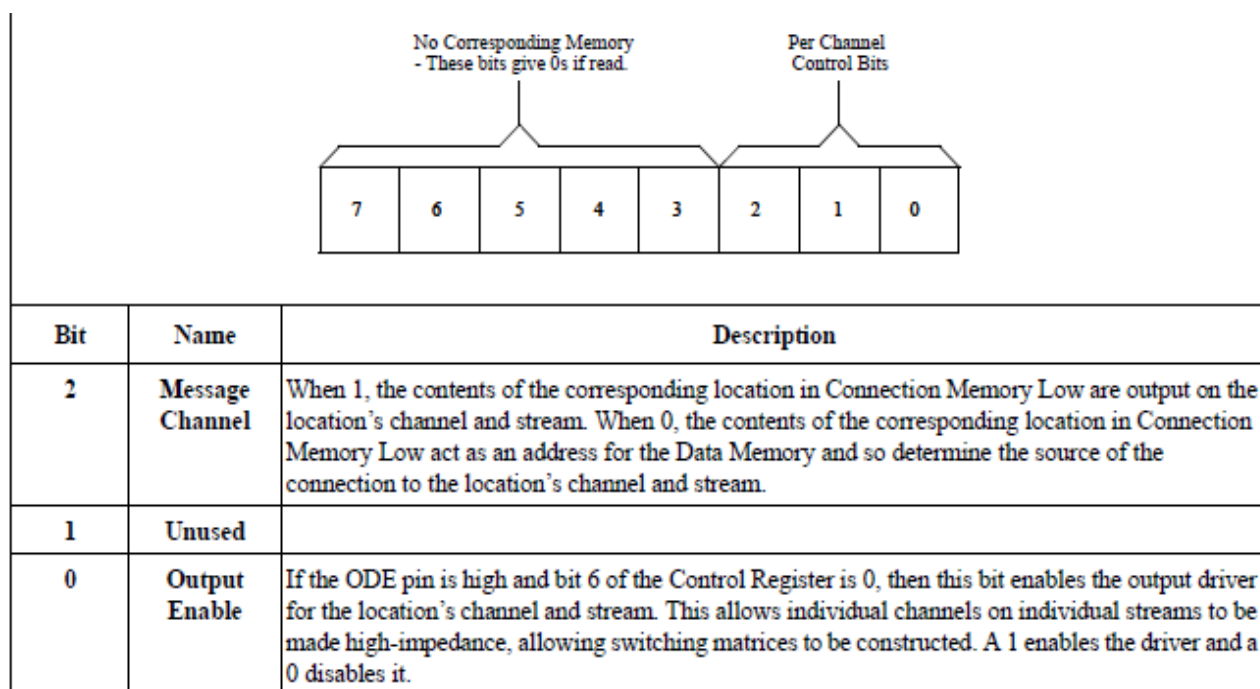 No Corresponding Memory
- These bits give 0s if read.
Per Channel
Control Bits
7 6 5 4 3 2 1 0
Bit Name Description
2 Message Channel When 1, the contents of the corresponding location in Connection Memory Low are output on the
location's channel and stream. When 0, the contents of the corresponding location in Connection
Memory Low act as an address for the Data Memory and so determine the source of the
connection to the location's channel and stream.
1 Unused
0 Output Enable If the ODE pin is high and bit 6 of the Control Register is 0, then this bit enables the output driver
for the location's channel and stream. This allows individual channels on individual streams to be
made high-impedance, allowing switching matrices to be constructed. A 1 enables the driver and a
0 disables it.